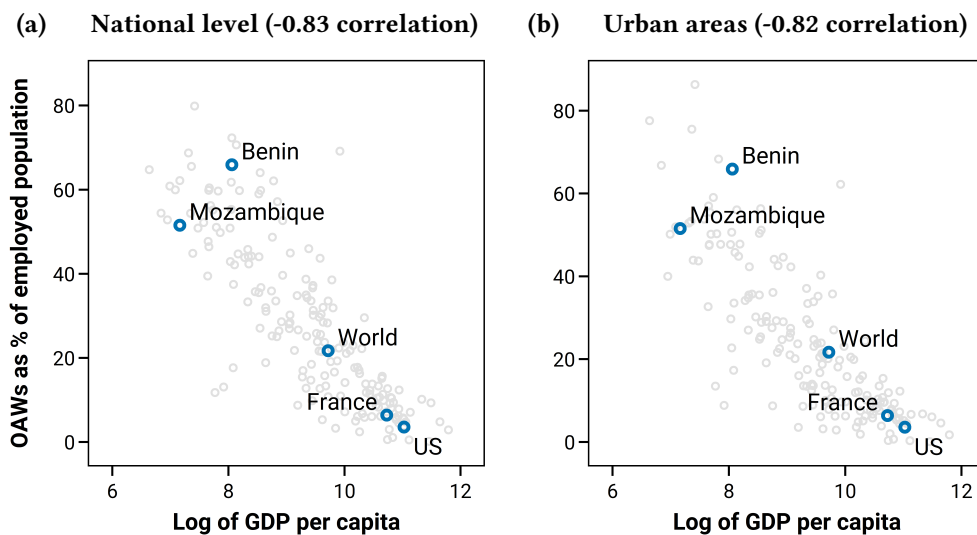 (a) National level (-0.83 correlation)
OAWs as % of employed population
80
60
40
20
0
Benin
Mozambique
World
France
US
6 8 10 12
Log of GDP per capita
(b) Urban areas (-0.82 correlation)
80
60
40
20
0
Benin
Mozambique
World
France
US
6 8 10 12
Log of GDP per capita